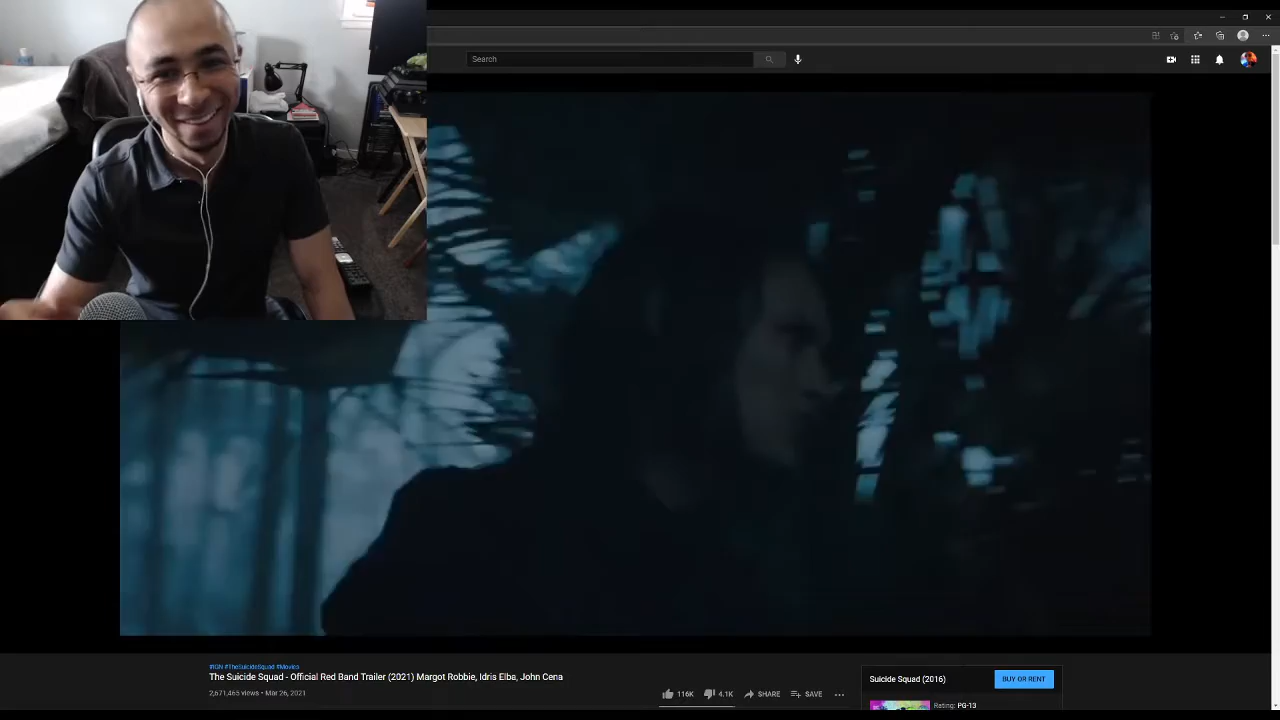 Search
#IGN #TheSuicideSquad #Movies
The Suicide Squad - Official Red Band Trailer (2021) Margot Robbie, Idris Elba, John Cena
2,671,465 views • Mar 26, 2021
116K
4.1K
SHARE
SAVE
Suicide Squad (2016)
BUY OR RENT
Rating: PG-13